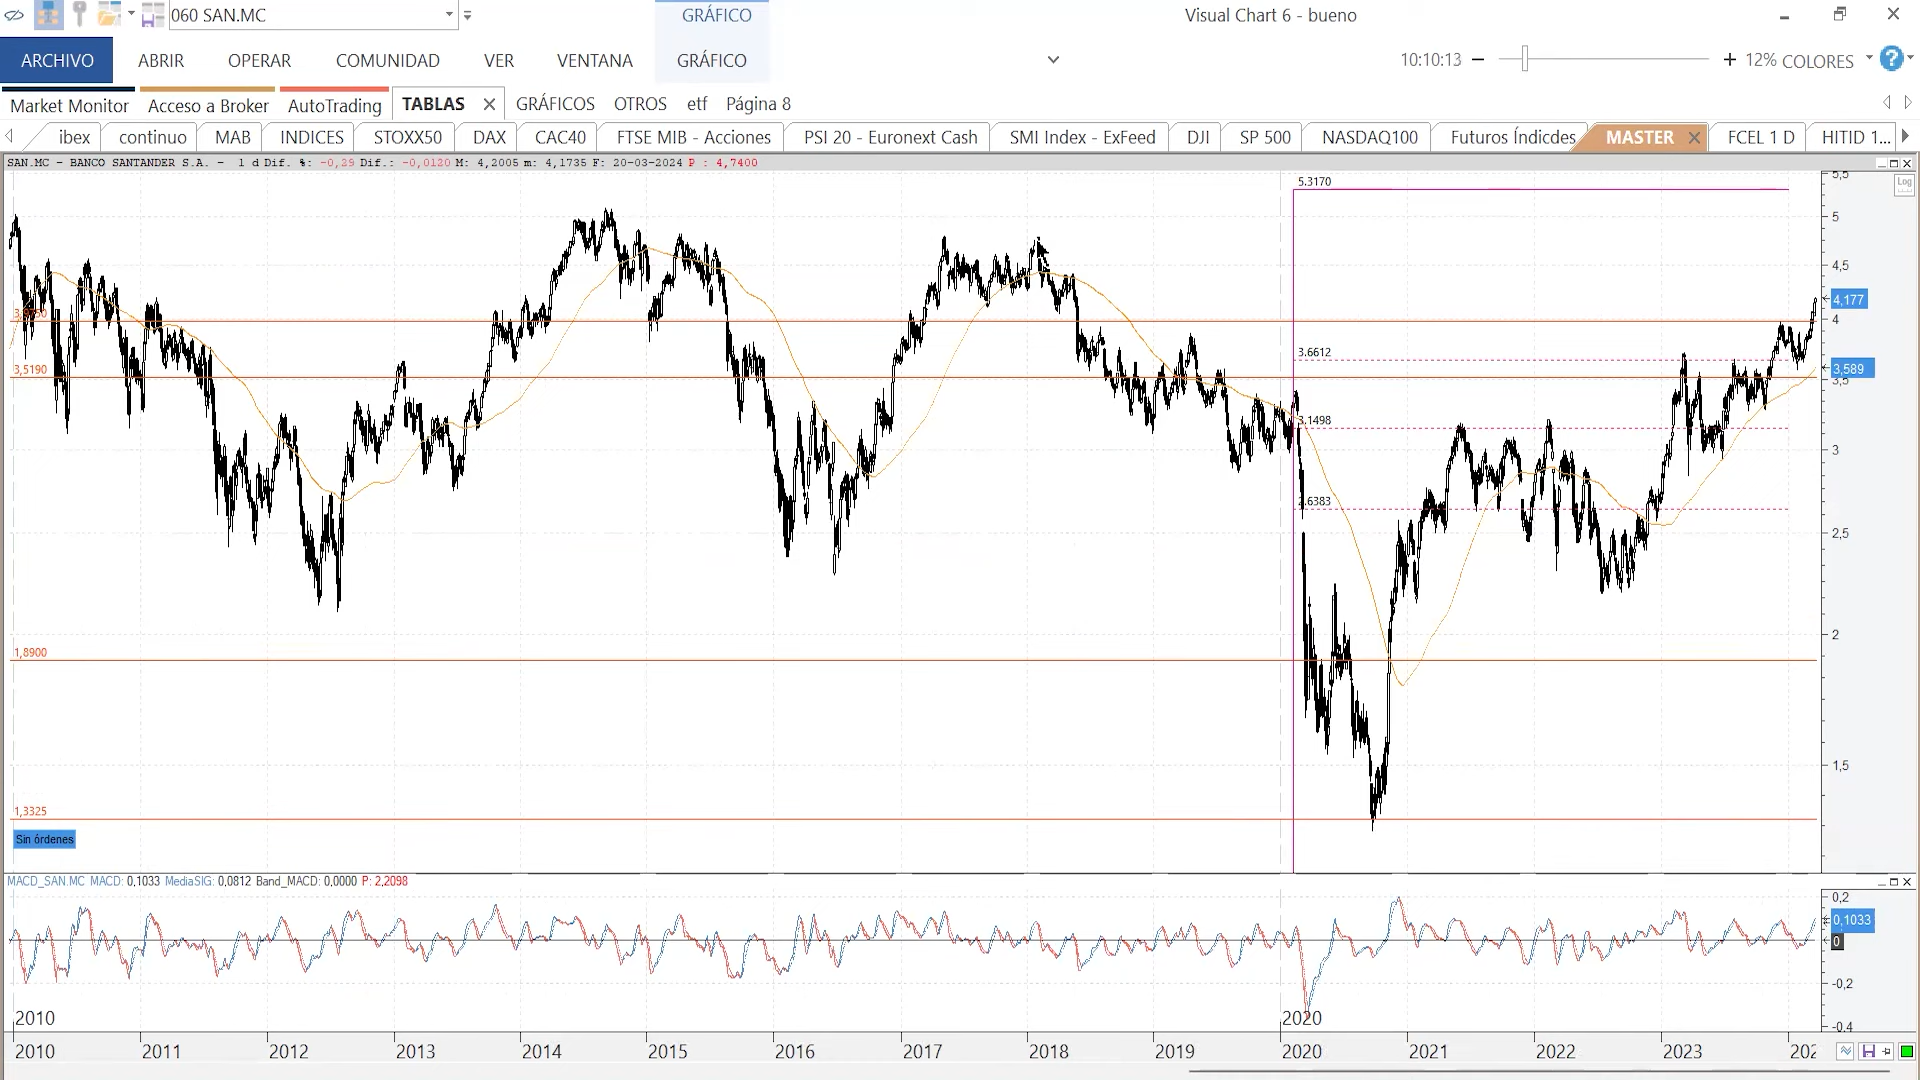 060 SAN.MC
GRÁFICO
Visual Chart 6 - bueno
ARCHIVO ABRIR OPERAR COMUNIDAD VER VENTANA GRÁFICO 10:10:13 12% COLORES ?
Market Monitor Acceso a Broker AutoTrading TABLAS GRÁFICOS OTROS etf Página 8
ibex continuo MAB INDICES STOXX50 DAX CAC40 FTSE MIB - Acciones PSI 20 - Euronext Cash SMI Index - ExFeed DJI SP 500 NASDAQ100 Futuros Índicdes MASTER FCEL 1 D HITID 1...
SAN.MC - BANCO SANTANDER S.A. - 1 d Dif. %: -0,29 Dif.: -0,0120 M: 4,2005 m: 4,1735 F: 20-03-2024 P : 4,7400
5,5
5.3170
Log
5
4,5
4,177
4
3.6612
3,5190
3,589
3,5
3.1498
3
2.6383
2,5
2
1,8900
1,5
1,3325
Sin órdenes
MACD_SAN.MC MACD: 0,1033 MediaSIG: 0,0812 Band_MACD: 0,0000 P: 2,2098
0,2
0,1033
0
-0,2
-0.4
2010 2020
2010 2011 2012 2013 2014 2015 2016 2017 2018 2019 2020 2021 2022 2023 202